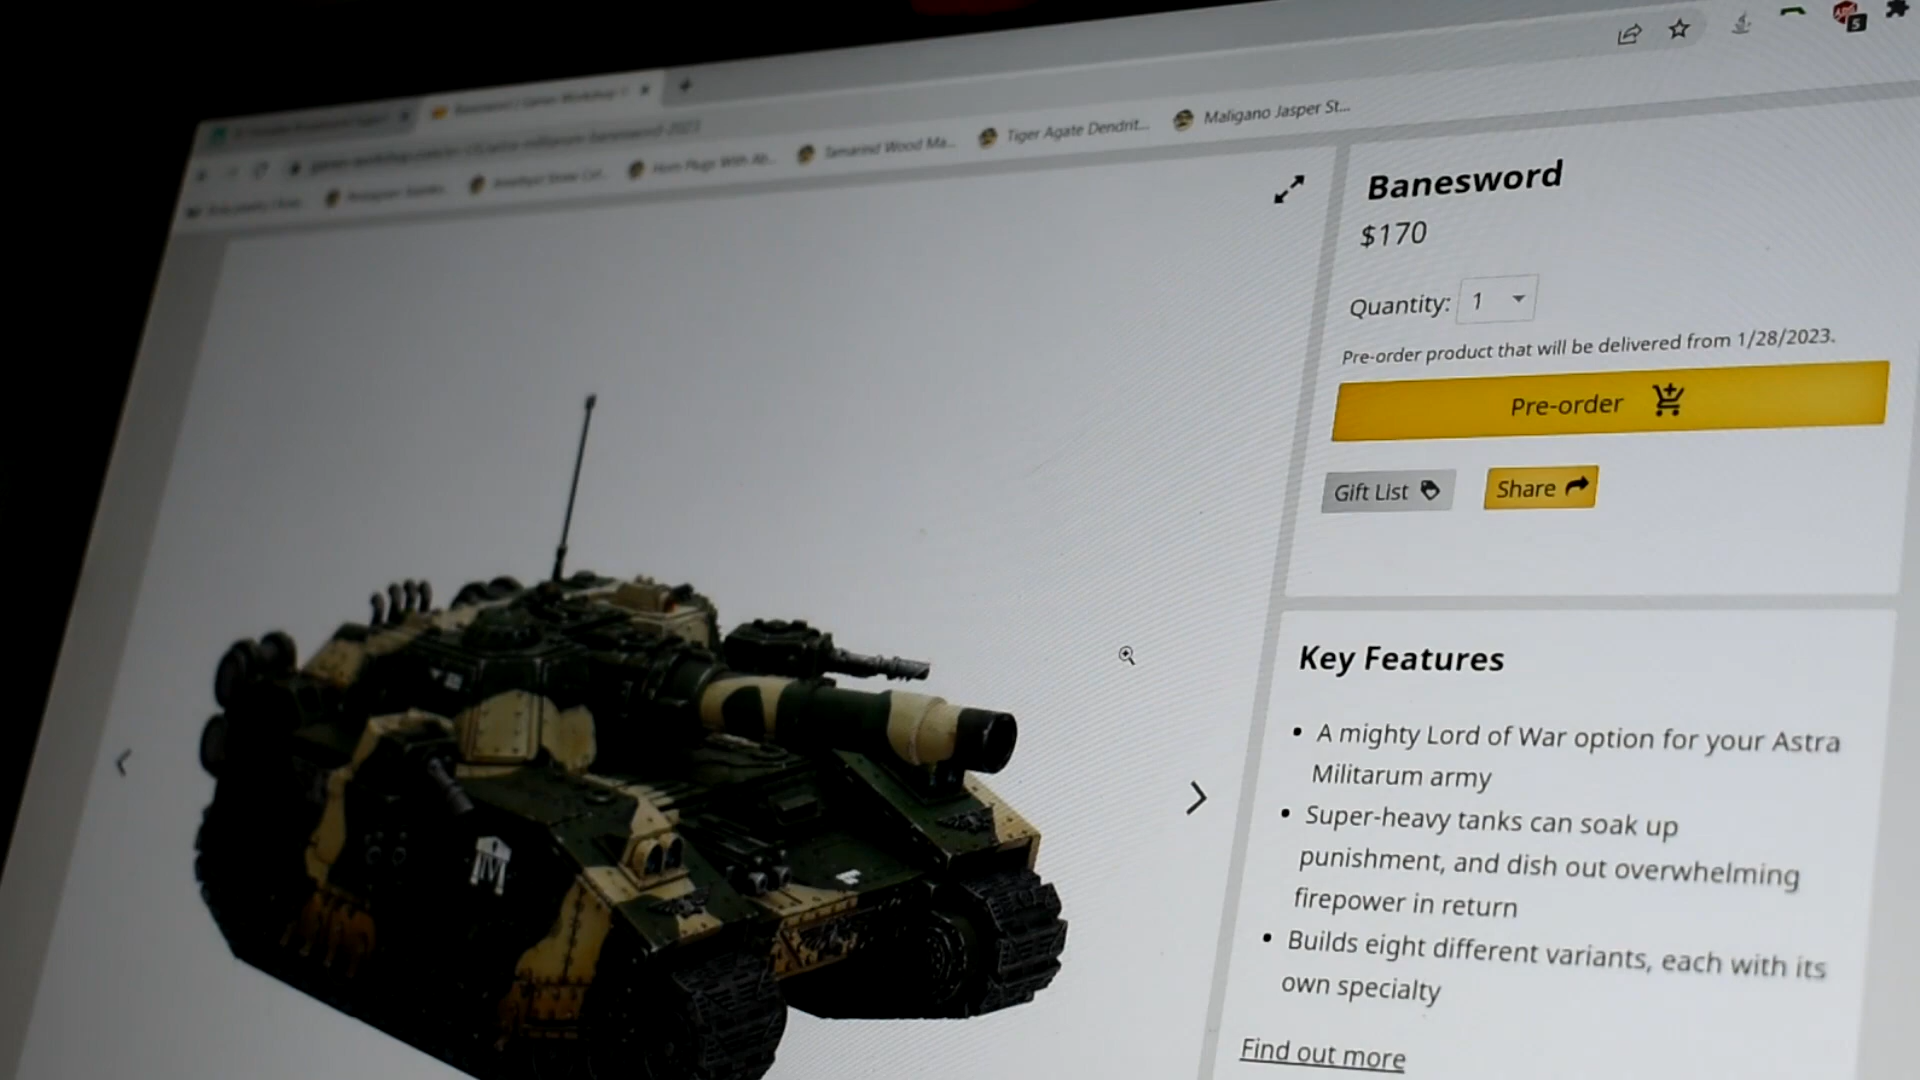 Tamarind Wood Ma...
Tiger Agate Dendrit...
Maligano Jasper St...
Banesword
$170
Quantity: 1
Pre-order product that will be delivered from 1/28/2023.
Pre-order
Gift List
Share
Key Features
• A mighty Lord of War option for your Astra
Militarum army
• Super-heavy tanks can soak up
punishment, and dish out overwhelming
firepower in return
• Builds eight different variants, each with its
own specialty
Find out more